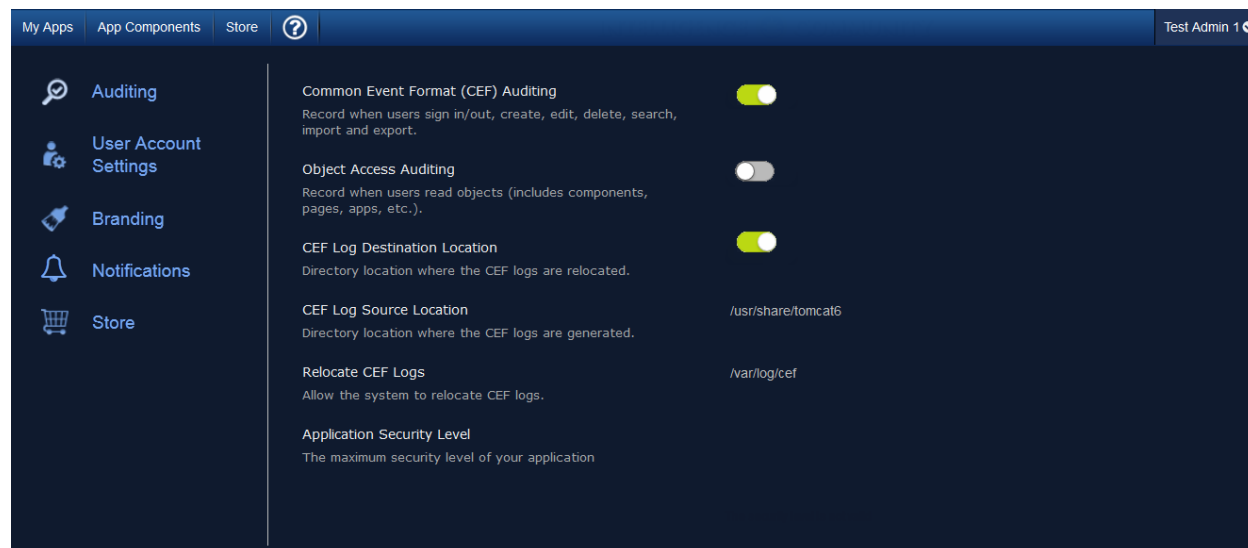 My Apps App Components Store ? Test Admin 1
Auditing
User Account
Settings
Branding
Notifications
Store
Common Event Format (CEF) Auditing
Record when users sign in/out, create, edit, delete, search,
import and export.
Object Access Auditing
Record when users read objects (includes components,
pages, apps, etc.).
CEF Log Destination Location
Directory location where the CEF logs are relocated.
CEF Log Source Location /usr/share/tomcat6
Directory location where the CEF logs are generated.
Relocate CEF Logs /var/log/cef
Allow the system to relocate CEF logs.
Application Security Level
The maximum security level of your application